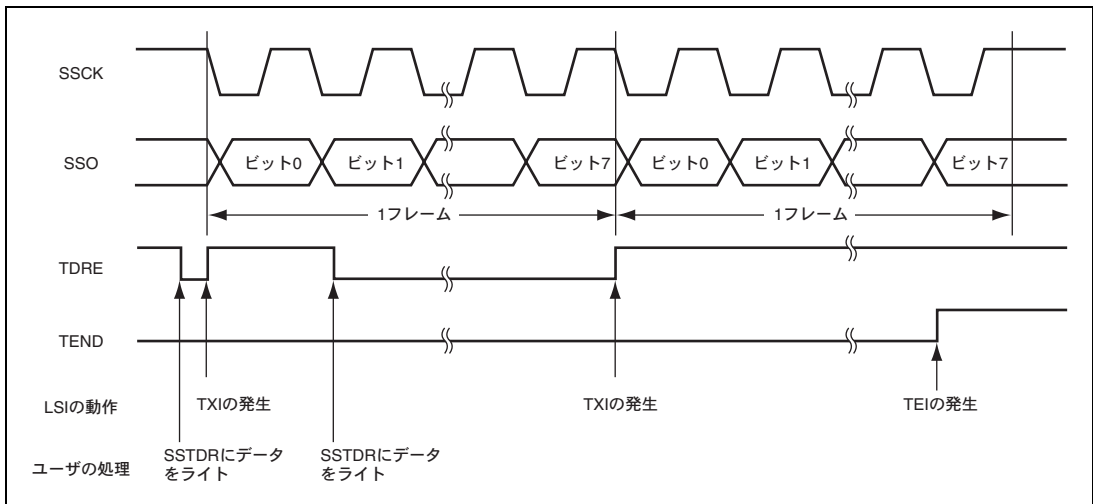 SSCK
SSO
ビット0
ビット1
ビット7
ビット0
ビット1
ビット7
1フレーム
1フレーム
TDRE
TEND
LSIの動作
TXIの発生
TXIの発生
TEIの発生
ユーザの処理
SSTDRにデータ
をライト
SSTDRにデータ
をライト